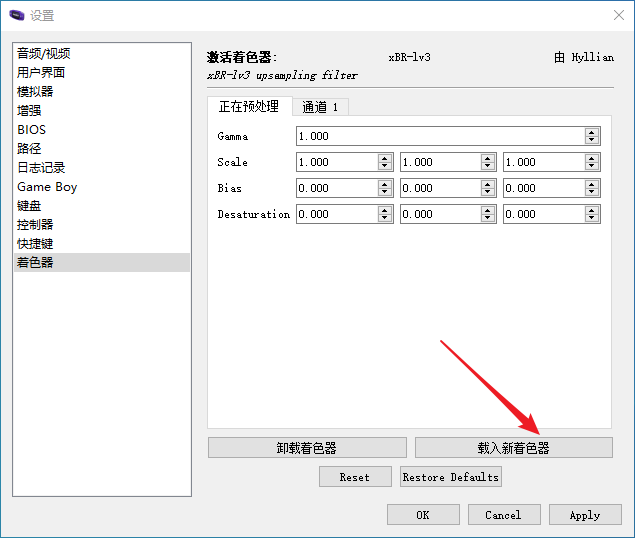 设置
音频/视频
用户界面
模拟器
增强
BIOS
路径
日志记录
Game Boy
键盘
控制器
快捷键
着色器
激活着色器: xBR-lv3 由 Hyllian
xBR-lv3 upsampling filter
正在预处理 通道 1
Gamma 1.000
Scale 1.000 1.000 1.000
Bias 0.000 0.000 0.000
Desaturation 0.000 0.000 0.000
卸载着色器 载入新着色器
Reset Restore Defaults
OK Cancel Apply